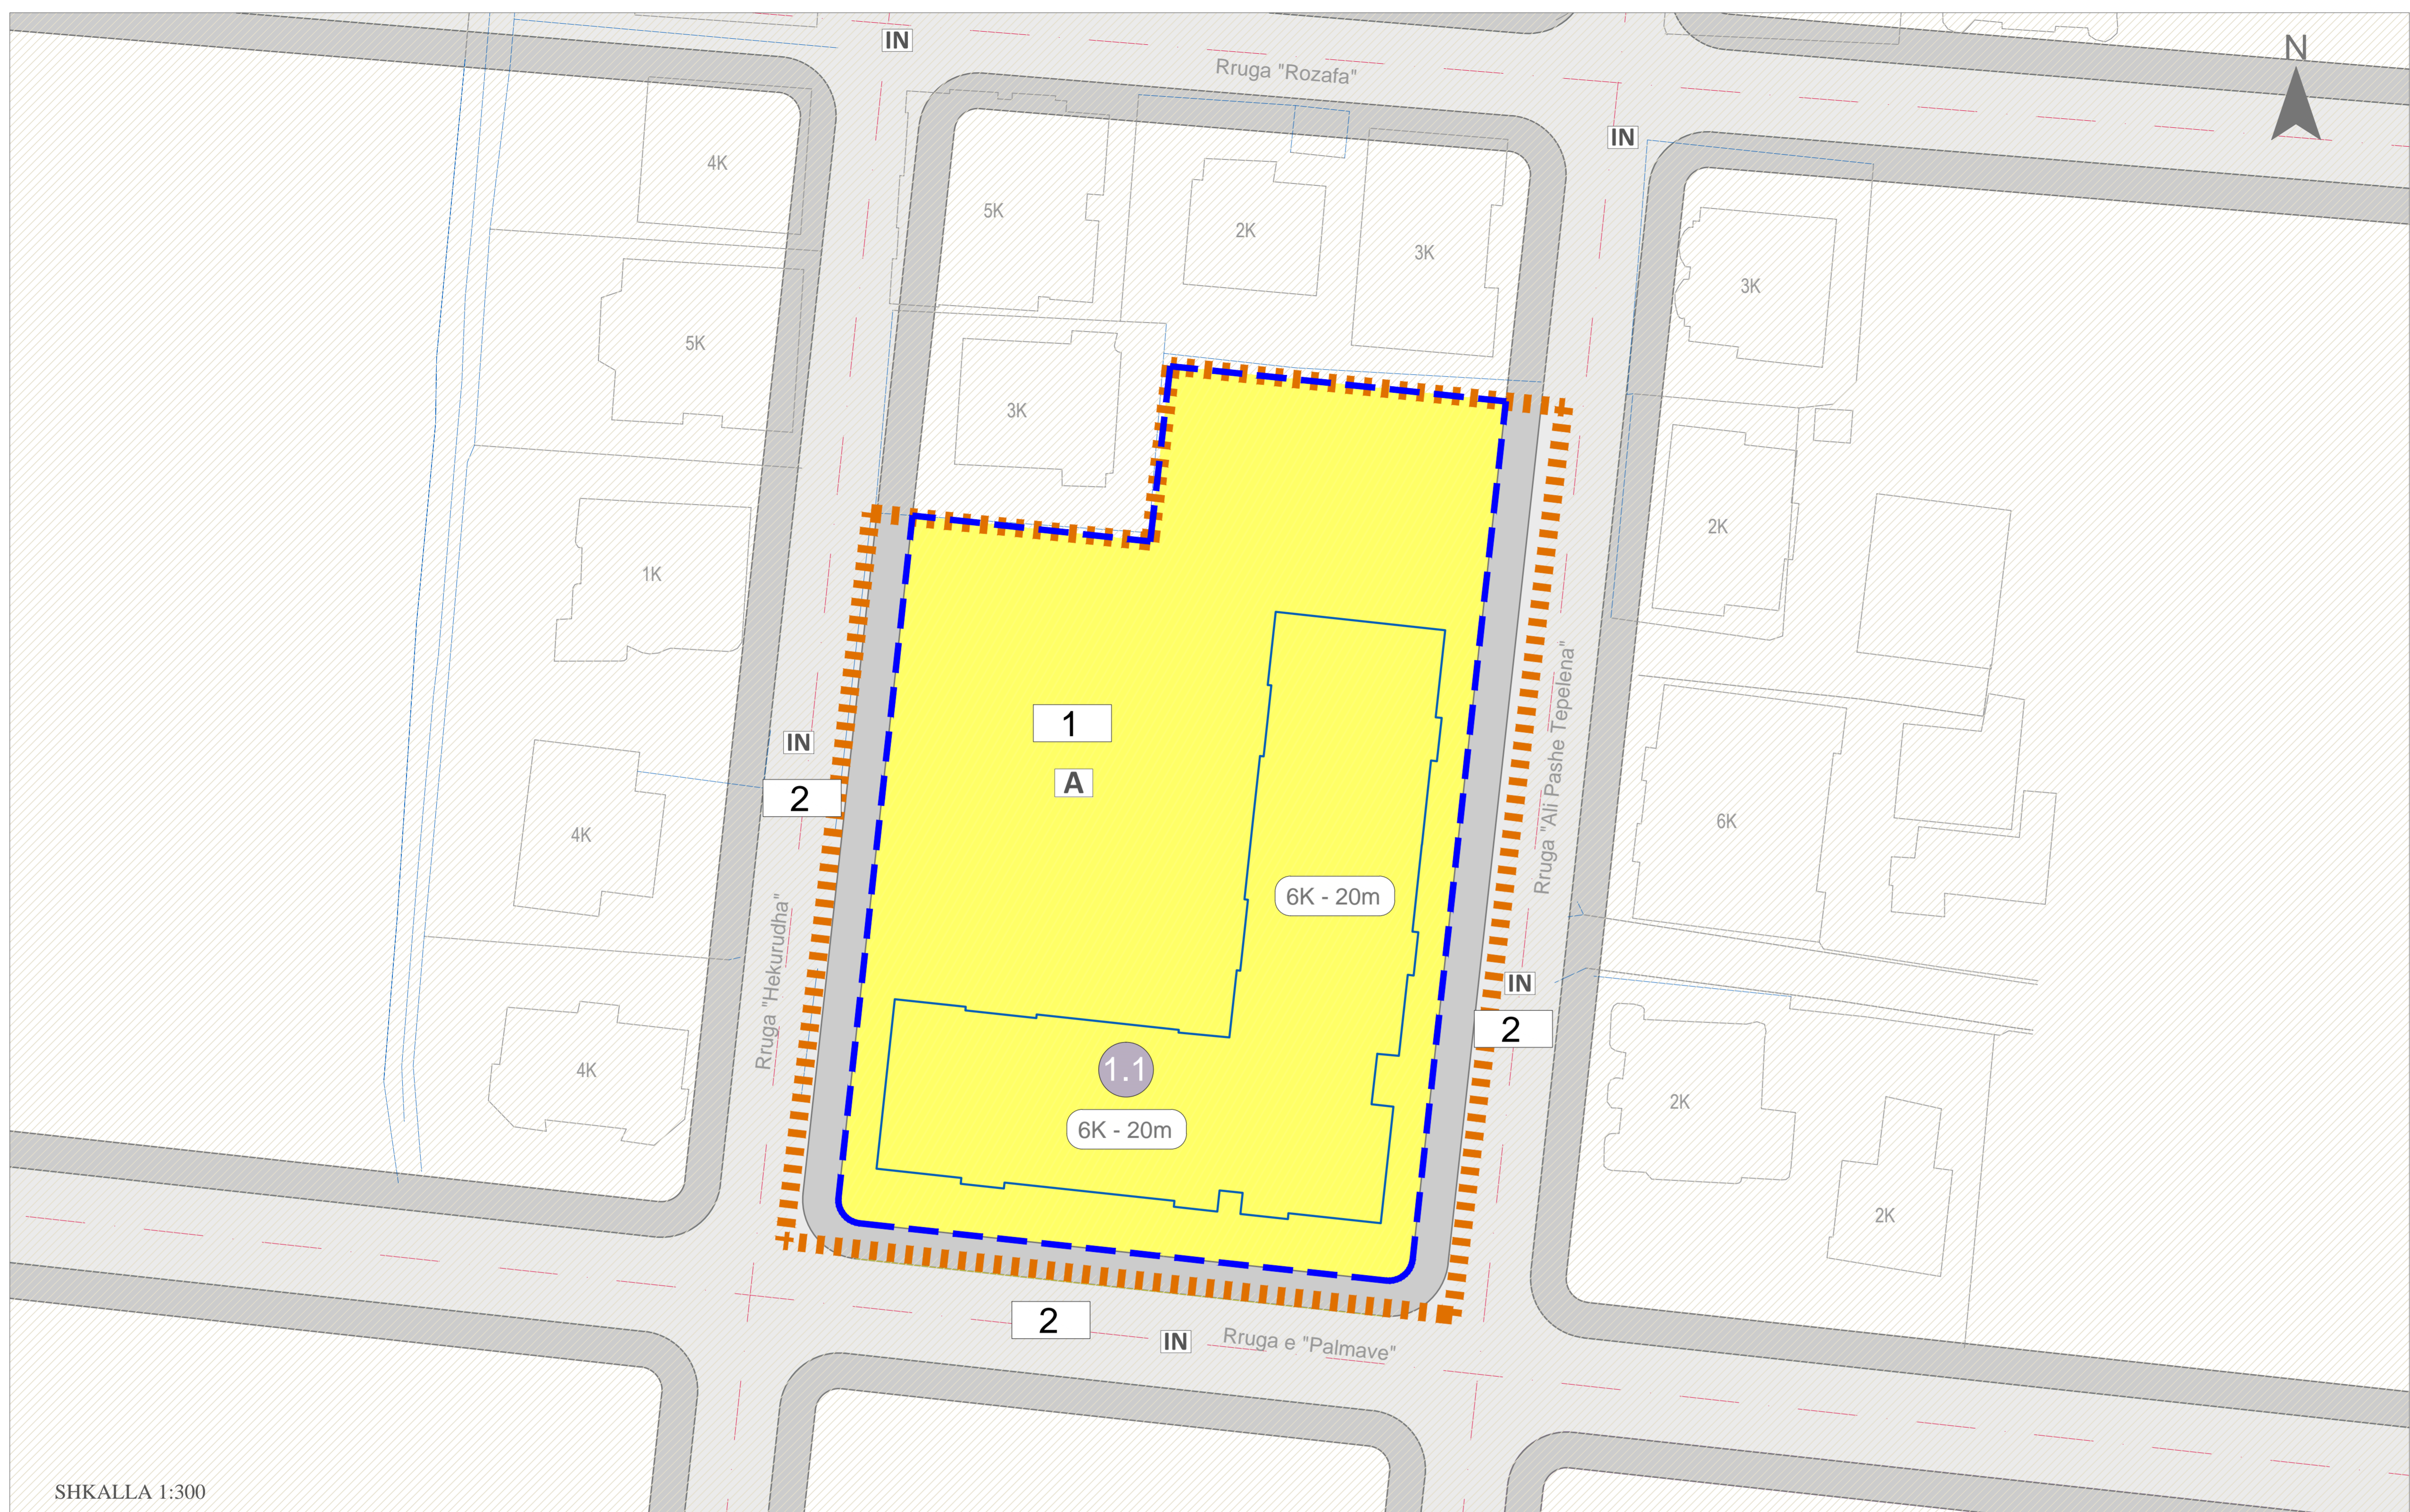 IN
N
Rruga "Rozafa"
IN
4K
5K
2K
3K
3K
5K
3K
2K
1K
1
IN
A
2
Rruga "Ali Pashe Tepelena"
6K
4K
6K - 20m
Rruga "Hekurudha"
IN
2
4K
1.1
2K
6K - 20m
2K
2
IN
Rruga e "Palmave"
SHKALLA 1:300